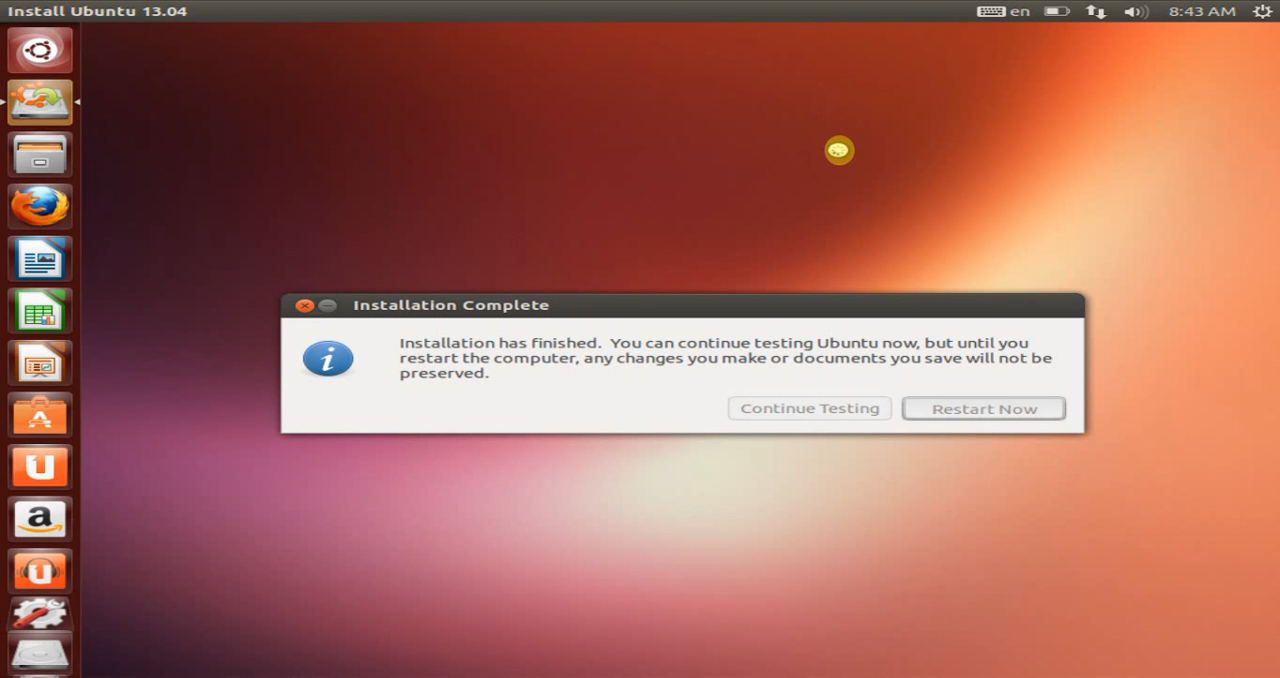 Install Ubuntu 13.04
en
8:43 AM
Installation Complete
Installation has finished. You can continue testing Ubuntu now, but until you
restart the computer, any changes you make or documents you save will not be
preserved.
Continue Testing
Restart Now